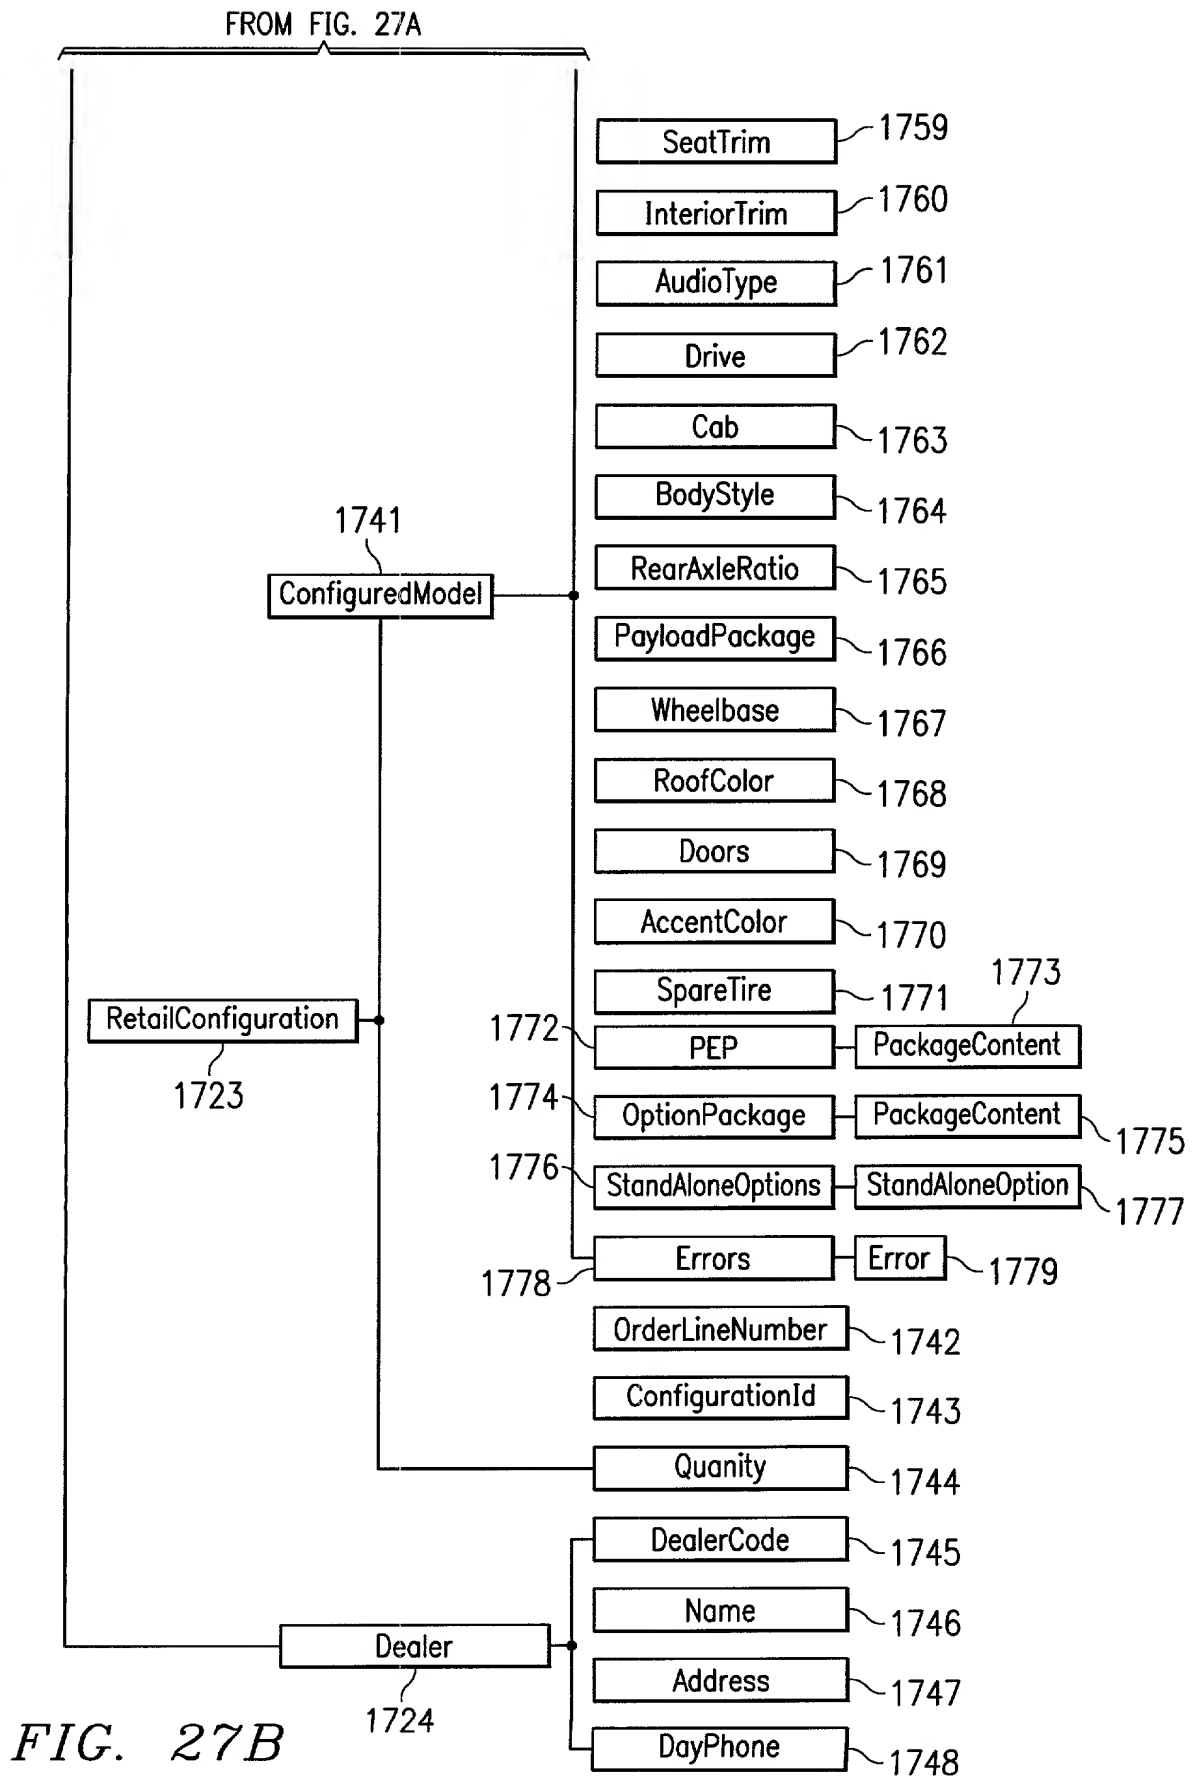 FROM FIG. 27A
SeatTrim 1759
InteriorTrim 1760
AudioType 1761
Drive 1762
Cab 1763
BodyStyle 1764
1741
ConfiguredModel
RearAxleRatio 1765
PayloadPackage 1766
Wheelbase 1767
RoofColor 1768
Doors 1769
AccentColor 1770
SpareTire 1771
1773
RetailConfiguration
1723
1772 PEP PackageContent
1774 OptionPackage PackageContent 1775
1776 StandAloneOptions StandAloneOption 1777
1778 Errors Error 1779
OrderLineNumber 1742
ConfigurationId 1743
Quanity 1744
DealerCode 1745
Name 1746
Dealer
1724
Address 1747
DayPhone 1748
FIG. 27B